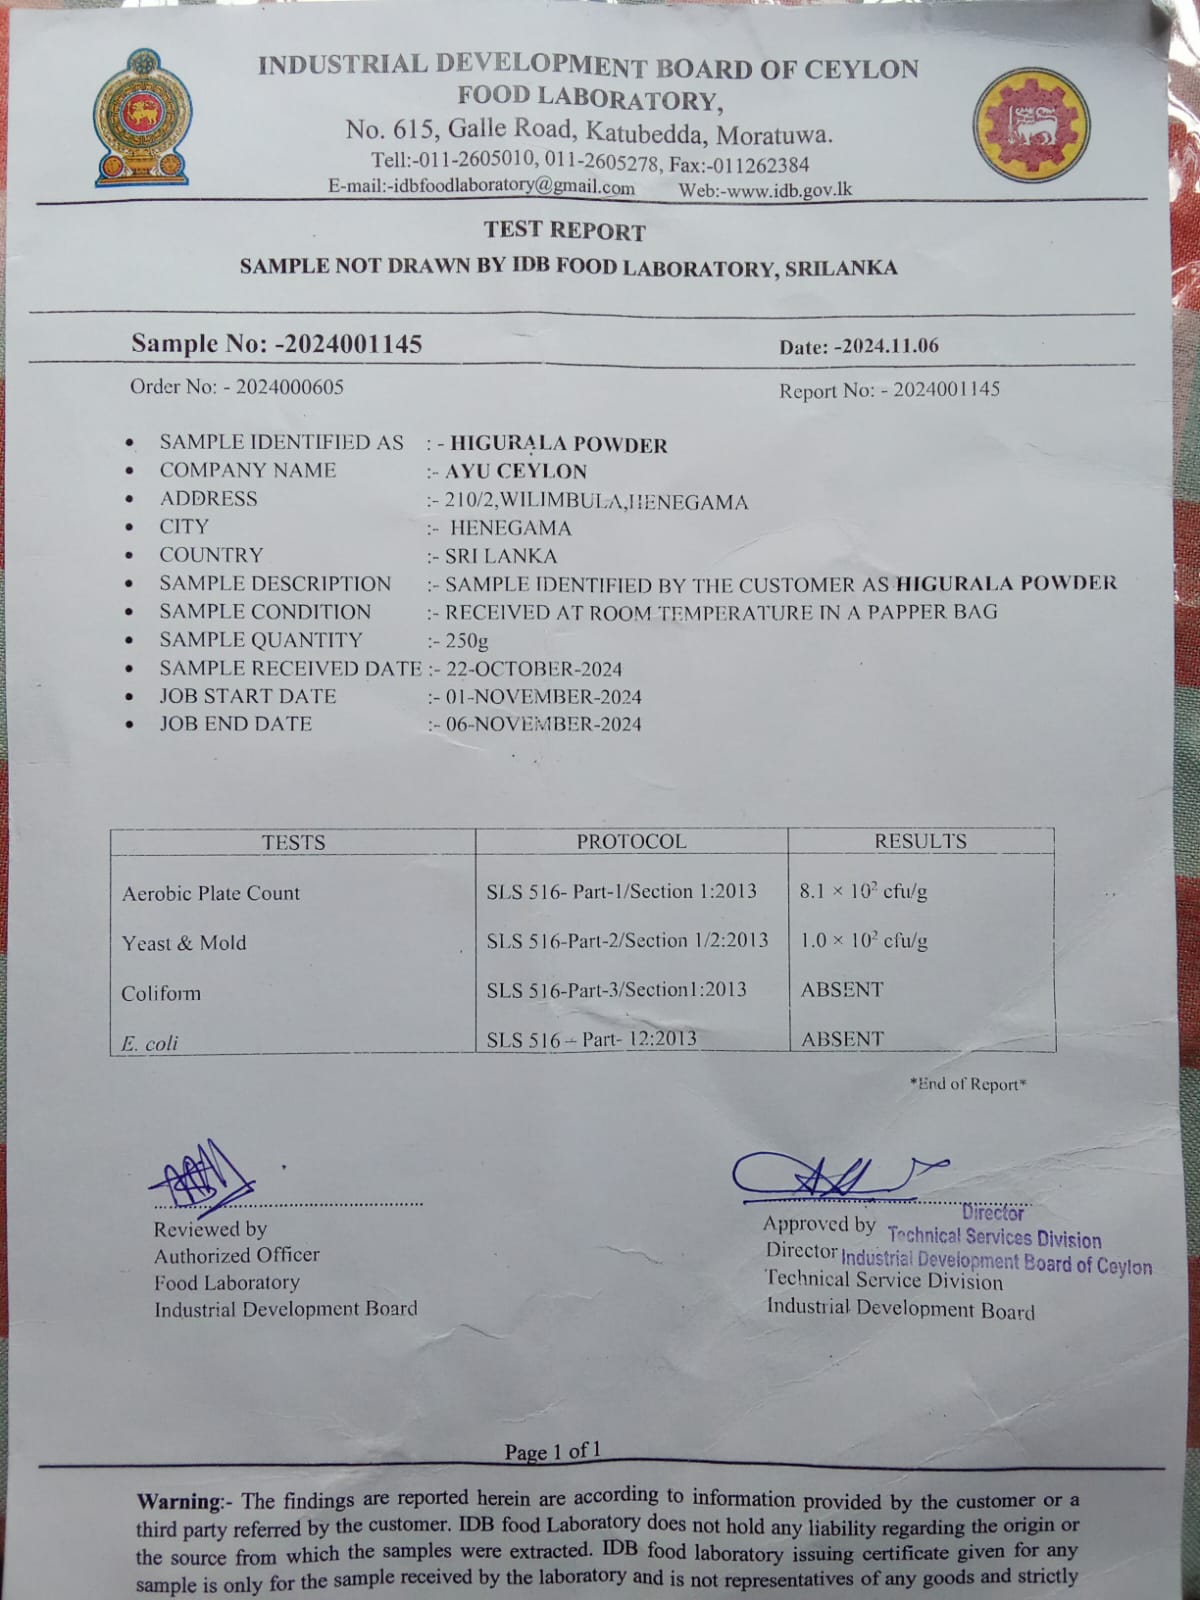 INDUSTRIAL DEVELOPMENT BOARD OF CEYLON
FOOD LABORATORY,
No. 615, Galle Road, Katubedda, Moratuwa.
Tell:-011-2605010, 011-2605278, Fax:-011262384
E-mail:-idbfoodlaboratory@gmail.com Web:-www.idb.gov.lk
TEST REPORT
SAMPLE NOT DRAWN BY IDB FOOD LABORATORY, SRILANKA
Sample No: -2024001145 Date: -2024.11.06
Order No: - 2024000605 Report No: - 2024001145
• SAMPLE IDENTIFIED AS : - HIGURALA POWDER
• COMPANY NAME :- AYU CEYLON
• ADDRESS :- 210/2,WILIMBULA,HENEGAMA
• CITY :- HENEGAMA
• COUNTRY :- SRI LANKA
• SAMPLE DESCRIPTION :- SAMPLE IDENTIFIED BY THE CUSTOMER AS HIGURALA POWDER
• SAMPLE CONDITION :- RECEIVED AT ROOM TEMPERATURE IN A PAPPER BAG
• SAMPLE QUANTITY :- 250g
• SAMPLE RECEIVED DATE :- 22-OCTOBER-2024
• JOB START DATE :- 01-NOVEMBER-2024
• JOB END DATE :- 06-NOVEMBER-2024
TESTS PROTOCOL RESULTS
Aerobic Plate Count SLS 516- Part-1/Section 1:2013 8.1 × 10² cfu/g
Yeast & Mold SLS 516-Part-2/Section 1/2:2013 1.0 × 10² cfu/g
Coliform SLS 516-Part-3/Section1:2013 ABSENT
E. coli SLS 516 – Part- 12:2013 ABSENT
*End of Report*
Reviewed by
Authorized Officer
Food Laboratory
Industrial Development Board
Director
Approved by Technical Services Division
Director Industrial Development Board of Ceylon
Technical Service Division
Industrial Development Board
Page 1 of 1
Warning:- The findings are reported herein are according to information provided by the customer or a
third party referred by the customer. IDB food Laboratory does not hold any liability regarding the origin or
the source from which the samples were extracted. IDB food laboratory issuing certificate given for any
sample is only for the sample received by the laboratory and is not representatives of any goods and strictly